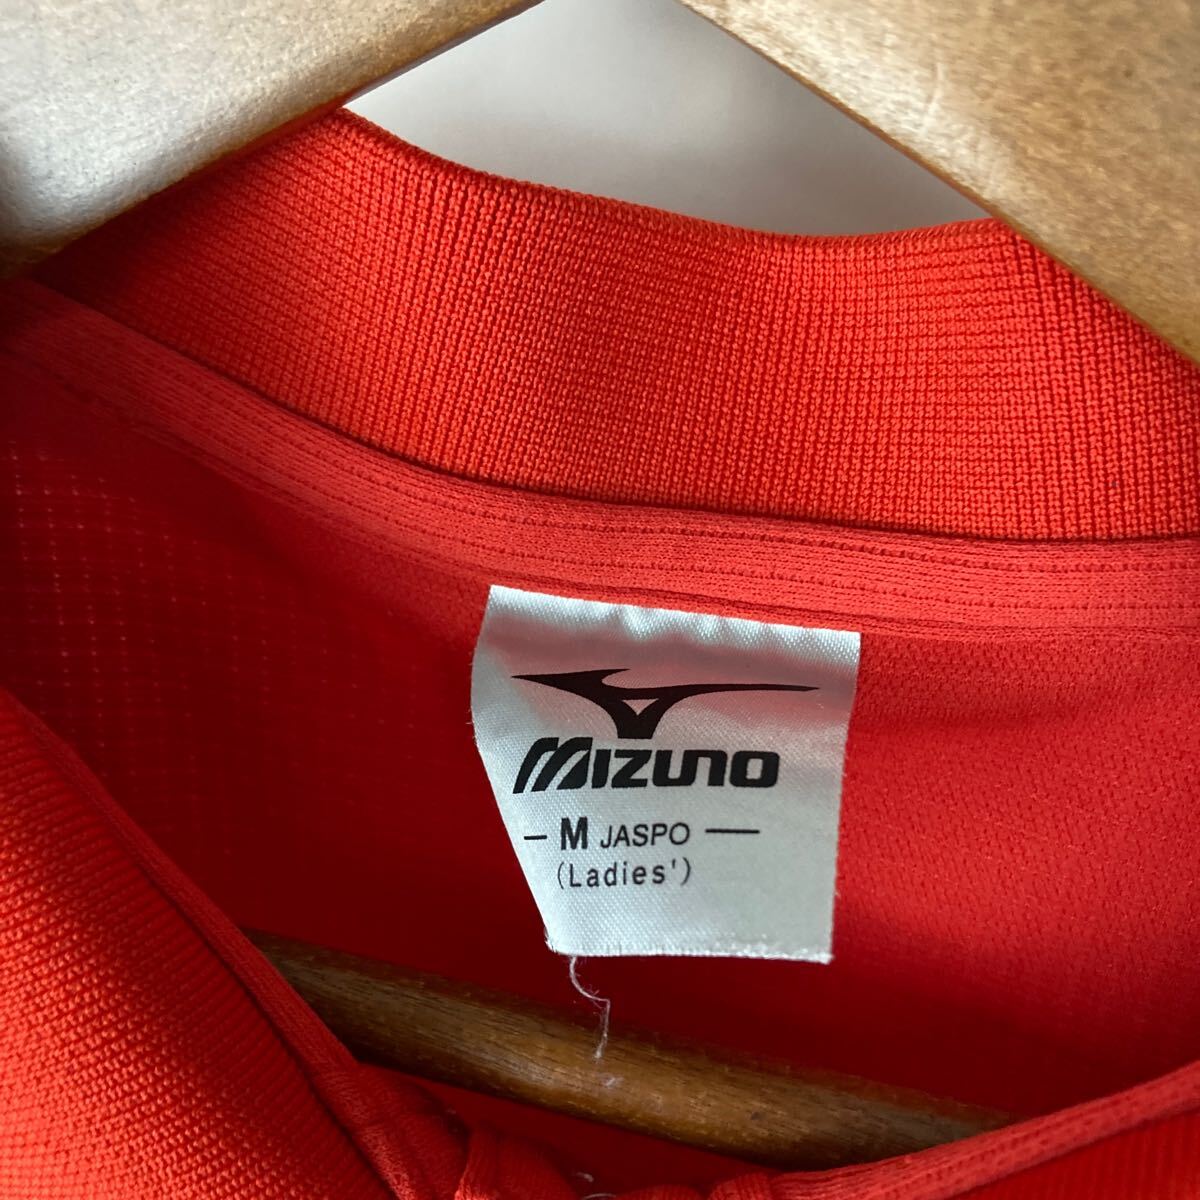 MIZUNO
- M JASPO -
(Ladies')